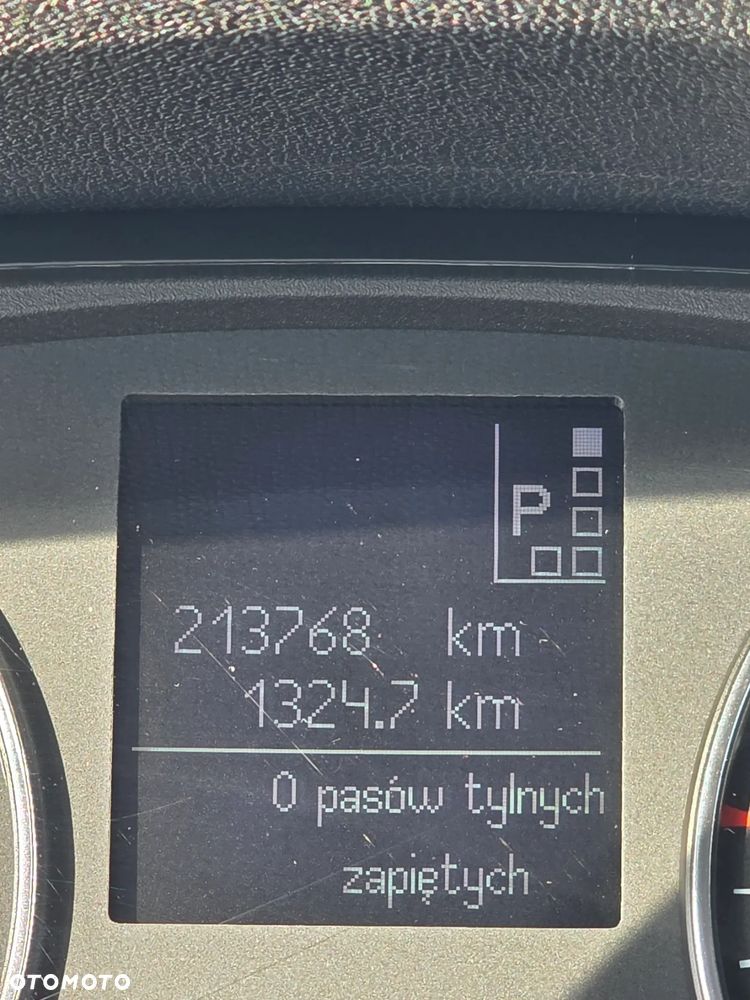 P
213768 km
1324.7 km
0 pasów tylnych
zapiętych
OTOMOTO